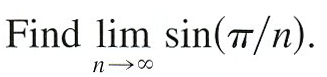 Find lim sin(π/n).
n→∞